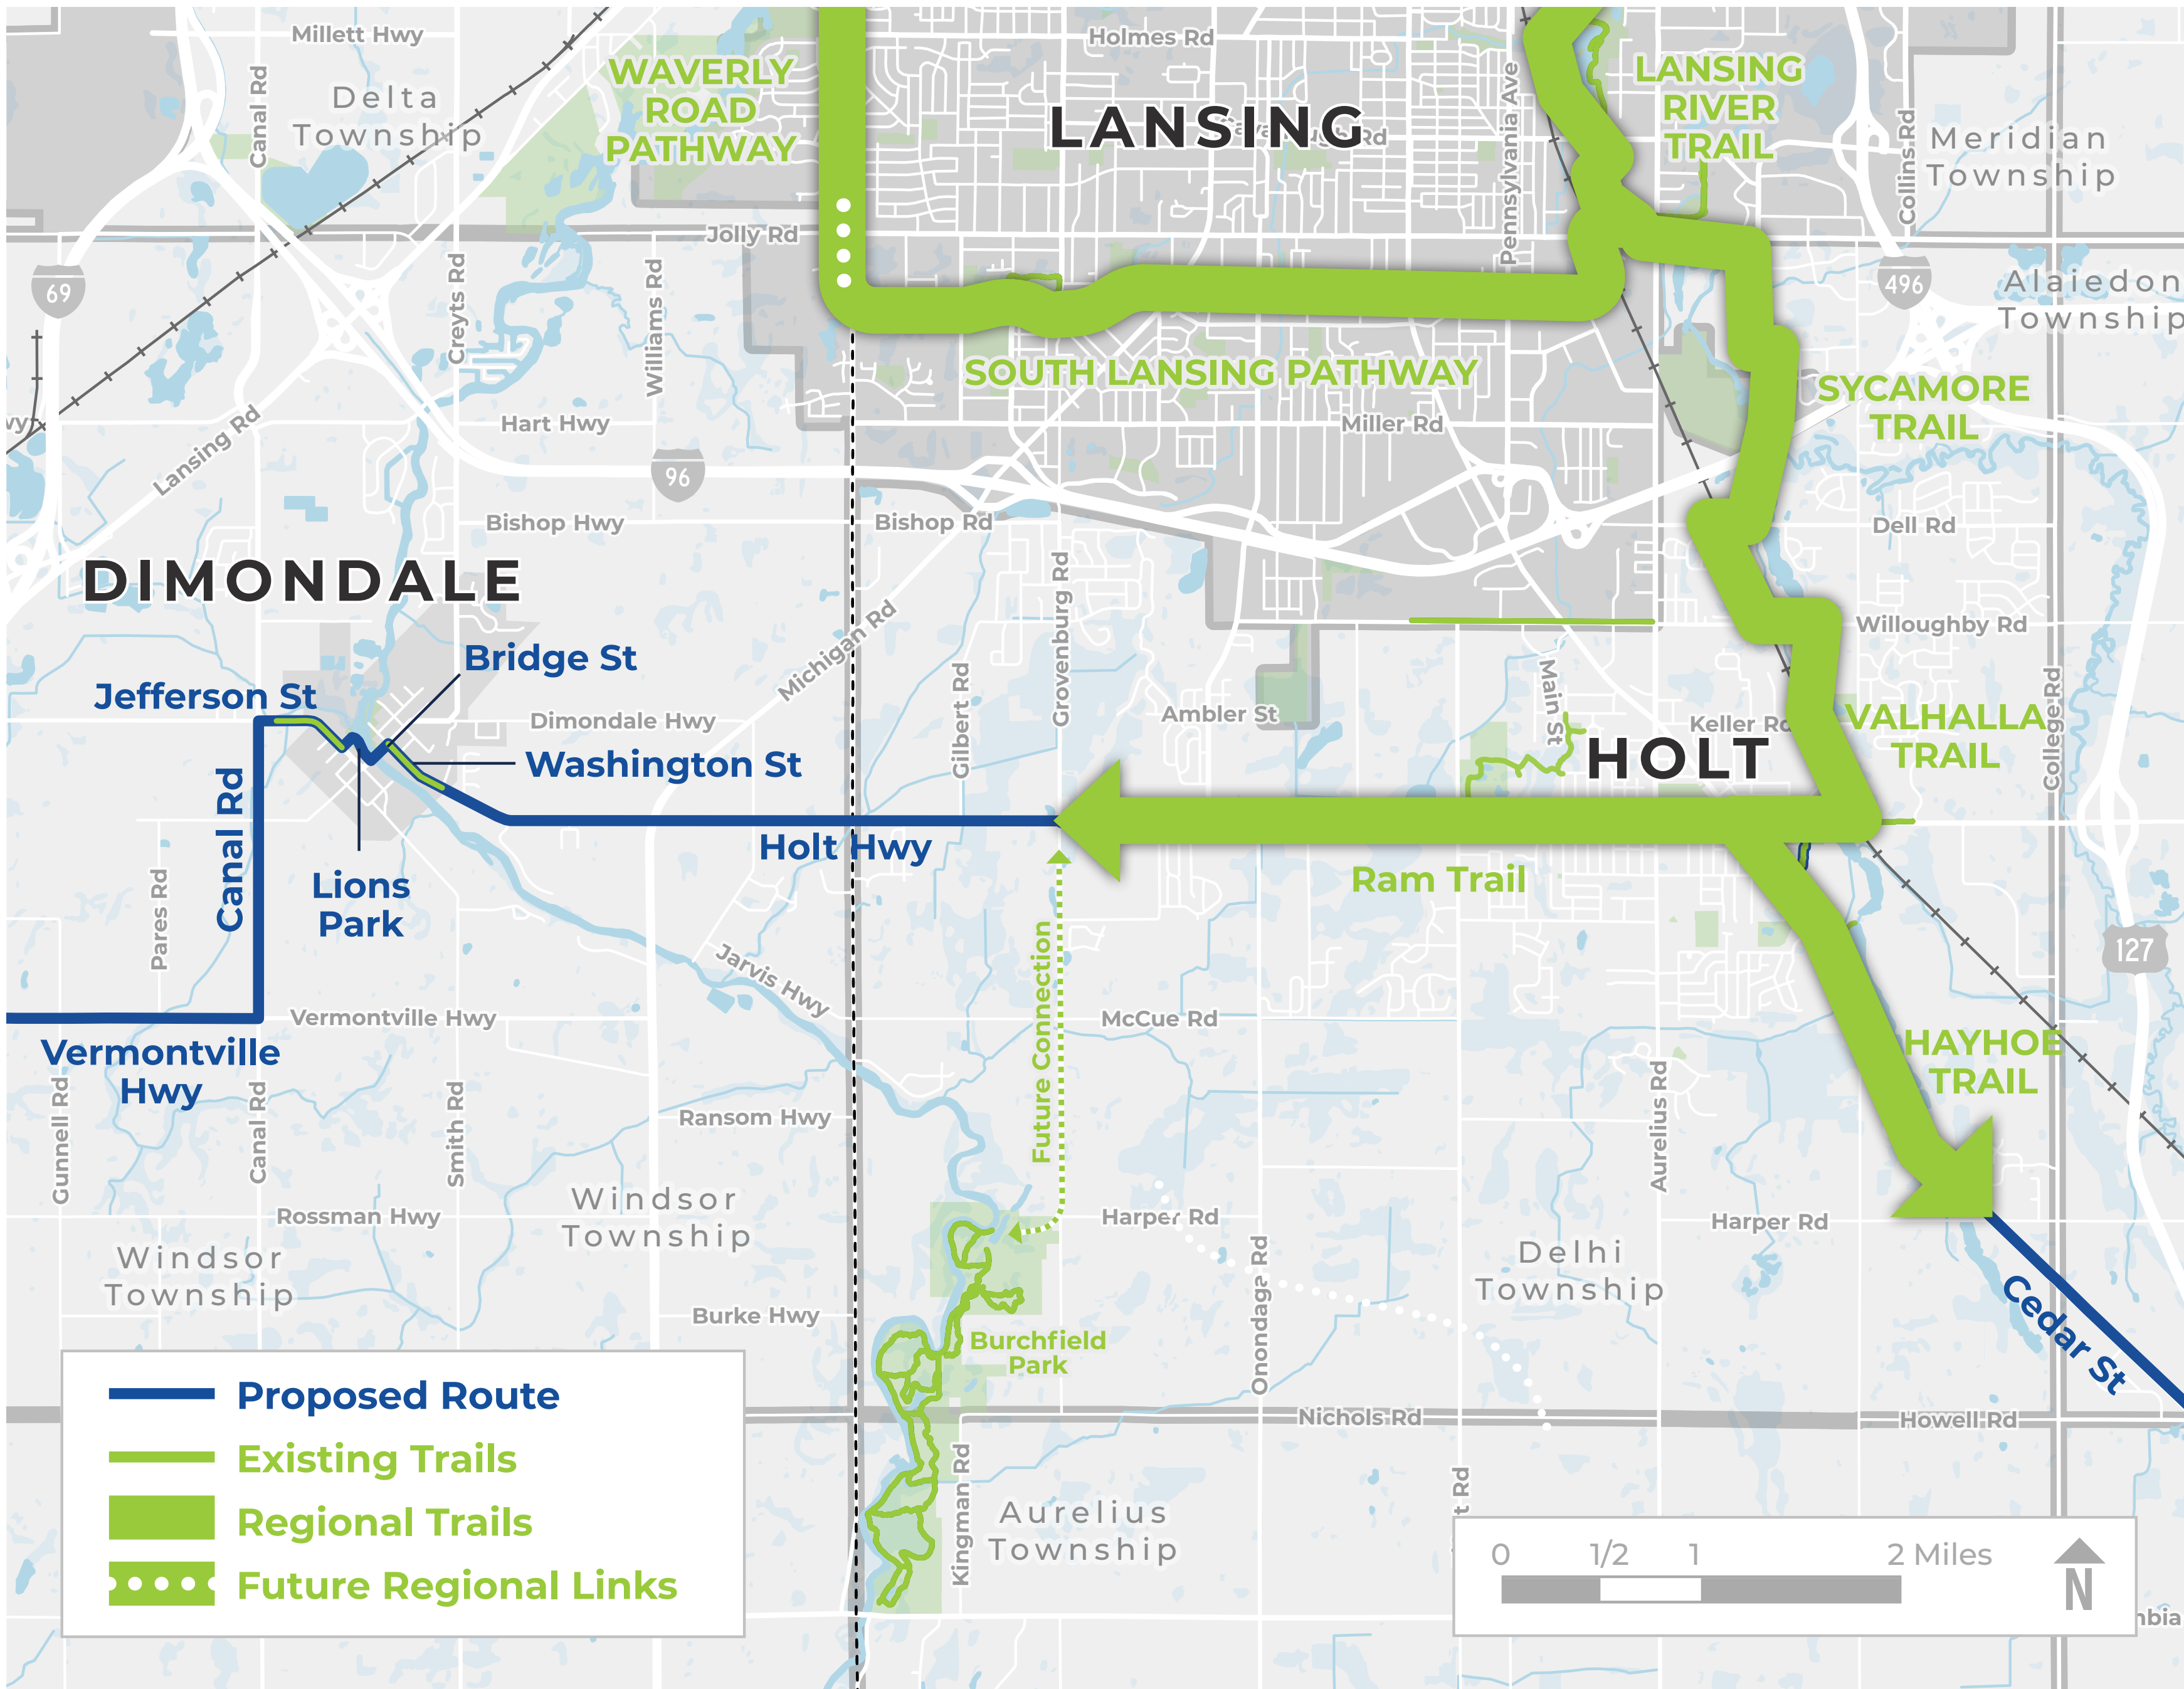 Millett Hwy
Holmes Rd
Canal Rd
Delta
Township
WAVERLY
ROAD
PATHWAY
LANSING
Pennsylvania Ave
LANSING
RIVER
TRAIL
Collins Rd
Meridian
Township
Jolly Rd
69
Creyts Rd
Williams Rd
496
Alaiedon
Township
SOUTH LANSING PATHWAY
SYCAMORE
TRAIL
Lansing Rd
Hart Hwy
Miller Rd
96
Bishop Hwy
Bishop Rd
Dell Rd
DIMONDALE
Grovenburg Rd
Michigan Rd
Willoughby Rd
Bridge St
Jefferson St
Dimondale Hwy
Gilbert Rd
Ambler St
Main St
Keller Rd
VALHALLA
TRAIL
College Rd
HOLT
Washington St
Canal Rd
Holt Hwy
Lions
Park
Pares Rd
Ram Trail
127
Jarvis Hwy
Future Connection
Vermontville Hwy
McCue Rd
Vermontville
Hwy
HAYHOE
TRAIL
Gunnell Rd
Canal Rd
Smith Rd
Ransom Hwy
Aurelius Rd
Windsor
Township
Rossman Hwy
Harper Rd
Harper Rd
Windsor
Township
Onondaga Rd
Delhi
Township
Cedar St
Burke Hwy
Burchfield
Park
Nichols Rd
Howell Rd
Kingman Rd
Aurelius
Township
t Rd
Proposed Route
Existing Trails
Regional Trails
Future Regional Links
0 1/2 1 2 Miles
N
nbia